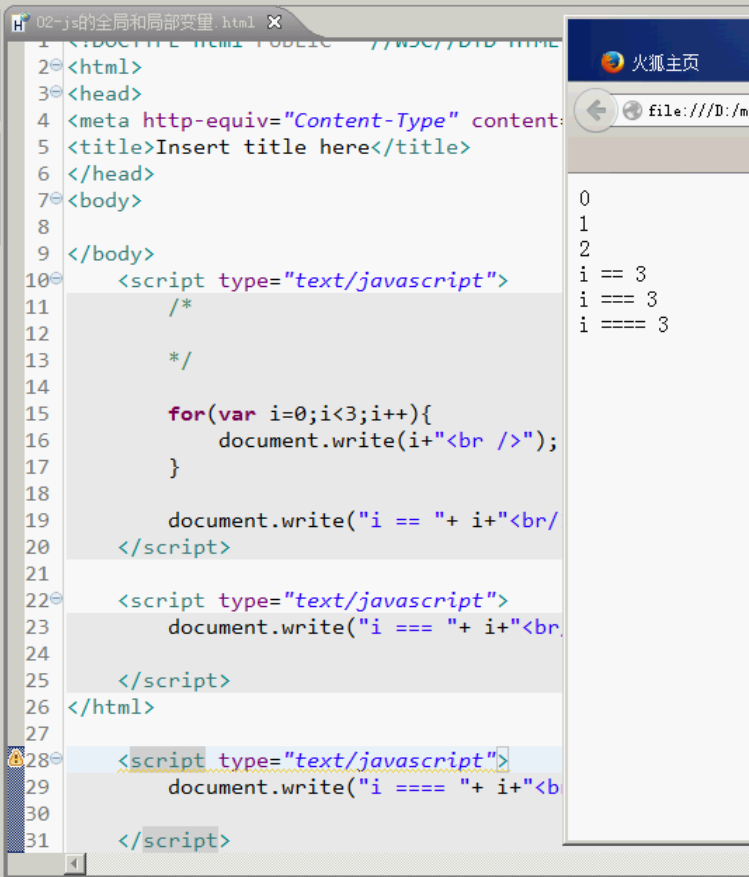 02-js的全局和局部变量.html
1 <!DOCTYPE html PUBLIC "-//W3C//DTD HTML
2 <html>
3 <head>
4 <meta http-equiv="Content-Type" content=
5 <title>Insert title here</title>
6 </head>
7 <body>
8
9 </body>
10 <script type="text/javascript">
11 /*
12
13 */
14
15 for(var i=0;i<3;i++){
16 document.write(i+"<br />");
17 }
18
19 document.write("i == "+ i+"<br/
20 </script>
21
22 <script type="text/javascript">
23 document.write("i === "+ i+"<br
24
25 </script>
26 </html>
27
28 <script type="text/javascript">
29 document.write("i ==== "+ i+"<b
30
31 </script>
火狐主页
file:///D:/m
0
1
2
i == 3
i === 3
i ==== 3